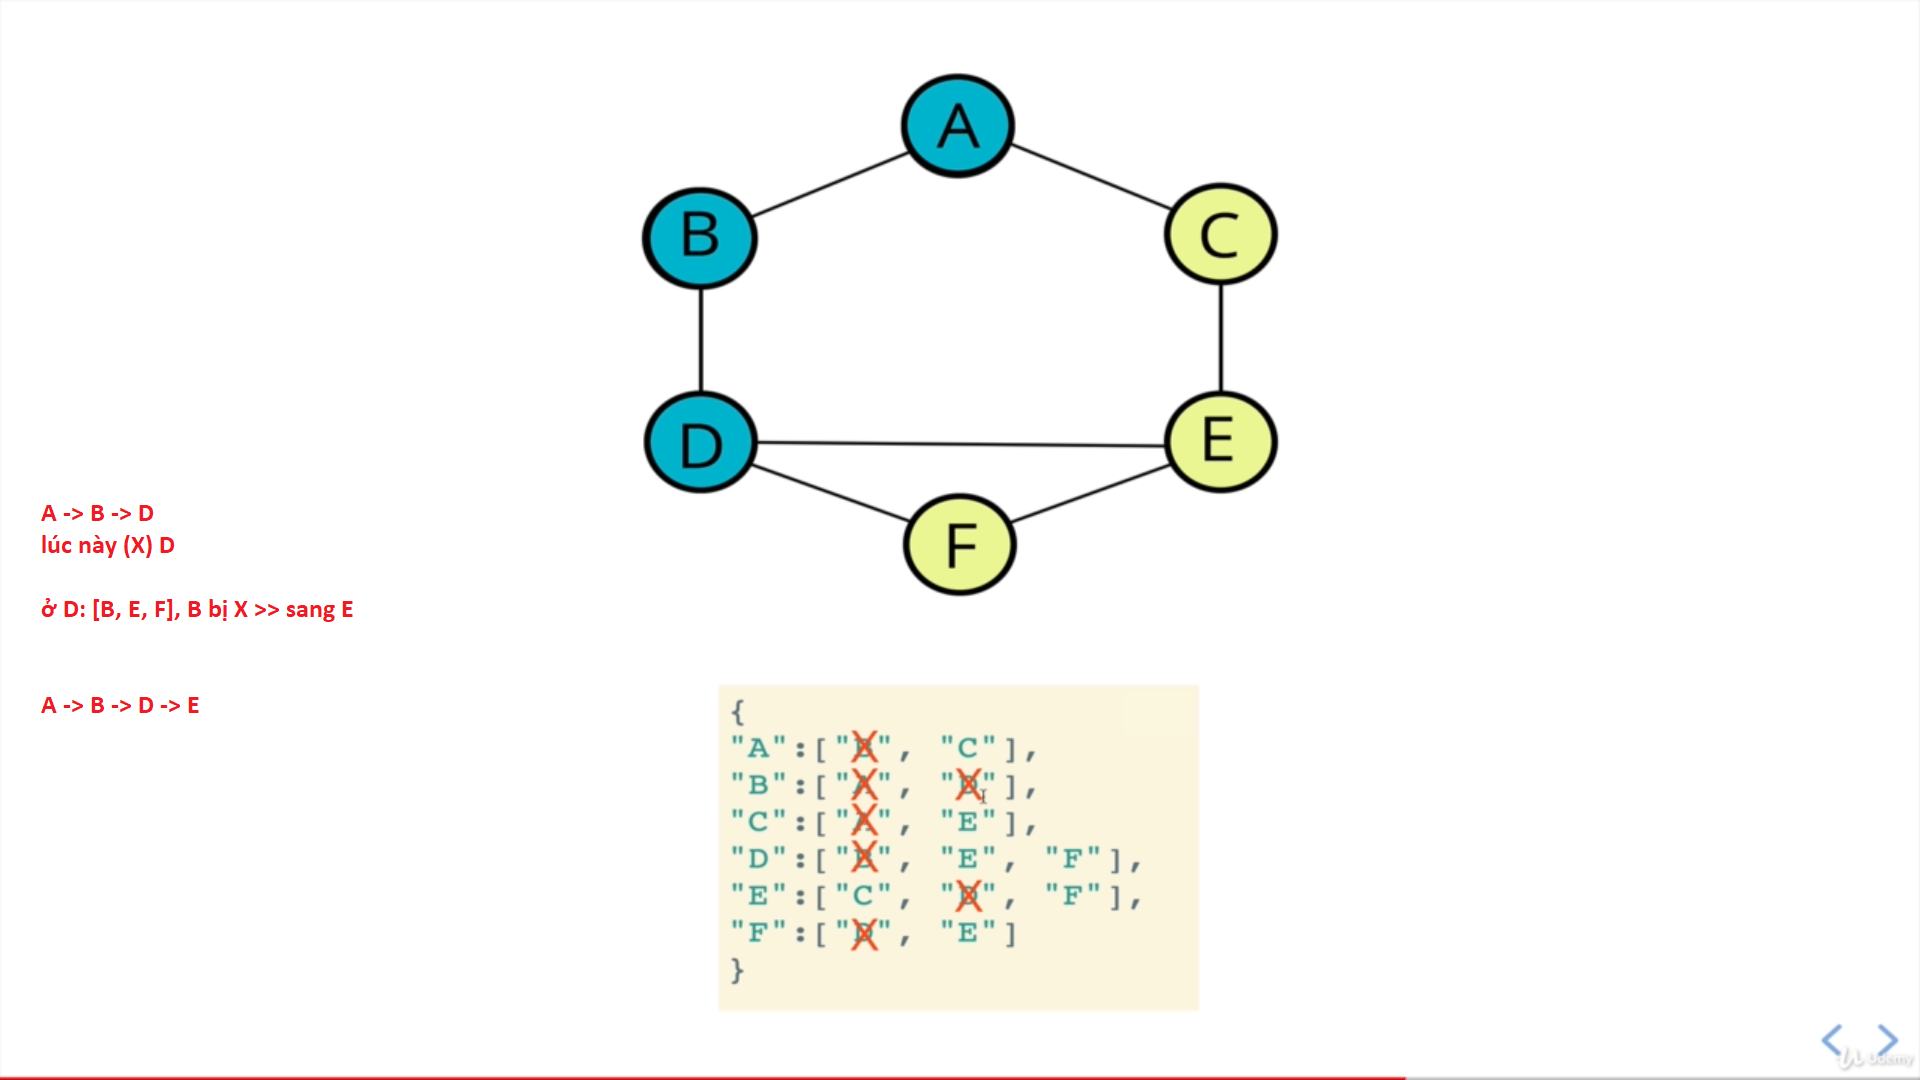 A
B
C
D
E
F
A -> B -> D
lúc này (X) D
ở D: [B, E, F], B bị X >> sang E
A -> B -> D -> E
{
"A":["B", "C"],
"B":["A", "D"],
"C":["A", "E"],
"D":["B", "E", "F"],
"E":["C", "D", "F"],
"F":["D", "E"]
}
Udemy